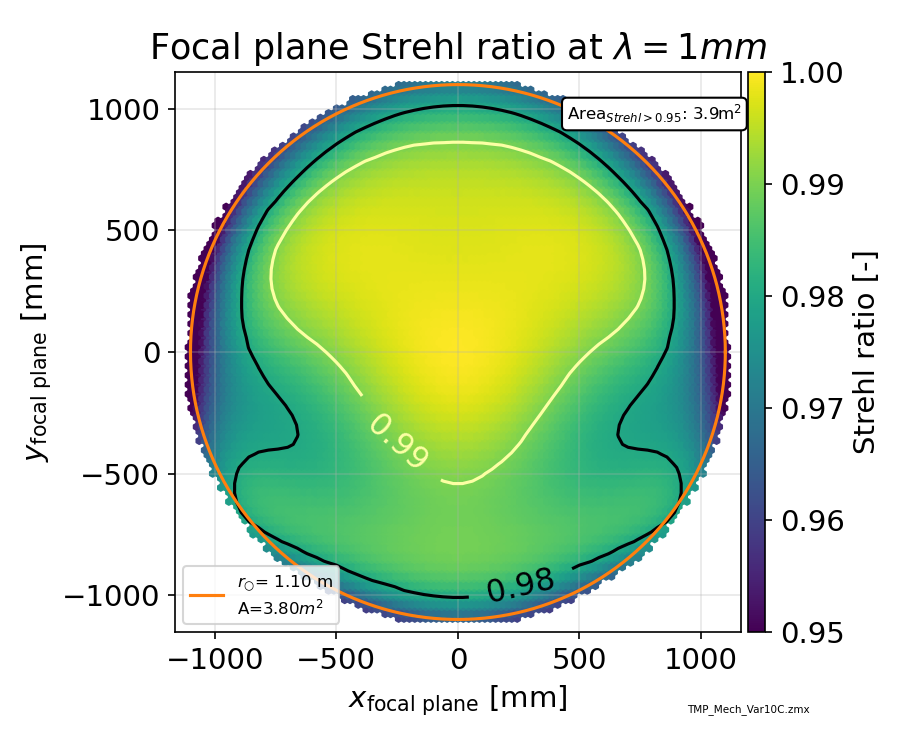 Focal plane Strehl ratio at λ = 1mm
Area_Strehl>0.95: 3.9m²
1000
500
0
−500
−1000
y_focal plane [mm]
0.99
0.98
r_○= 1.10 m
A=3.80m²
−1000 −500 0 500 1000
x_focal plane [mm]
1.00
0.99
0.98
0.97
0.96
0.95
Strehl ratio [-]
TMP_Mech_Var10C.zmx